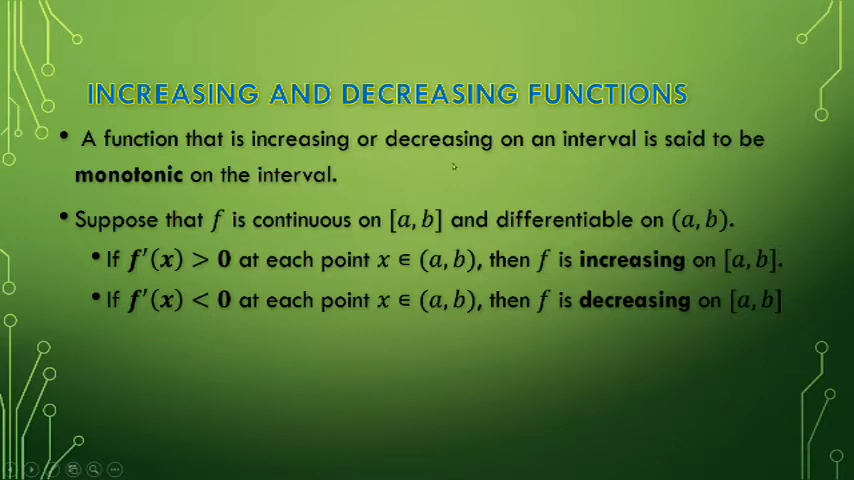 INCREASING AND DECREASING FUNCTIONS
• A function that is increasing or decreasing on an interval is said to be
monotonic on the interval.
• Suppose that f is continuous on [a, b] and differentiable on (a, b).
• If f′(x) > 0 at each point x ∈ (a, b), then f is increasing on [a, b].
• If f′(x) < 0 at each point x ∈ (a, b), then f is decreasing on [a, b]